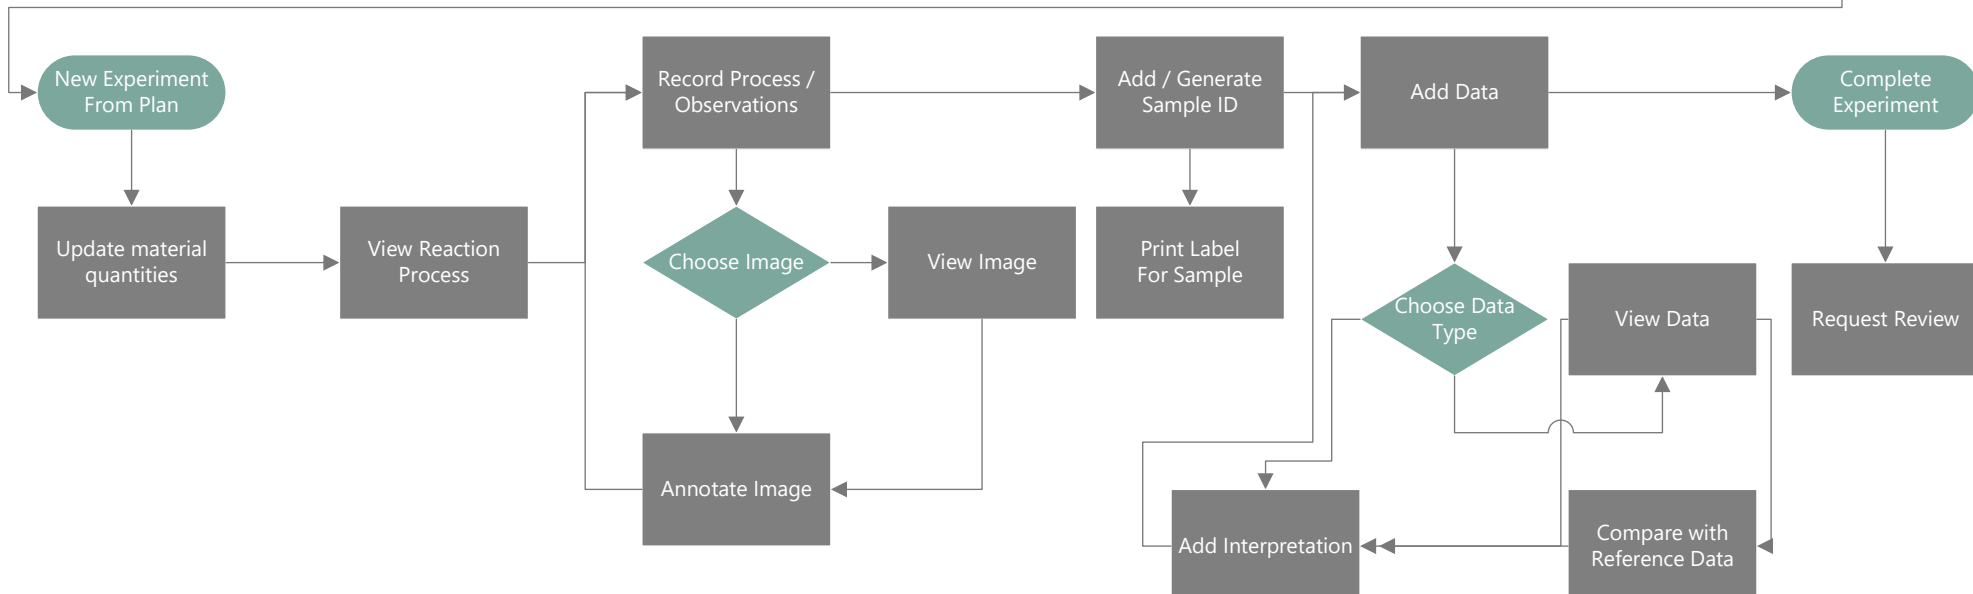 New Experiment
From Plan
Record Process /
Observations
Add / Generate
Sample ID
Add Data
Complete
Experiment
Update material
quantities
View Reaction
Process
Choose Image
View Image
Print Label
For Sample
Choose Data
Type
View Data
Request Review
Annotate Image
Add Interpretation
Compare with
Reference Data